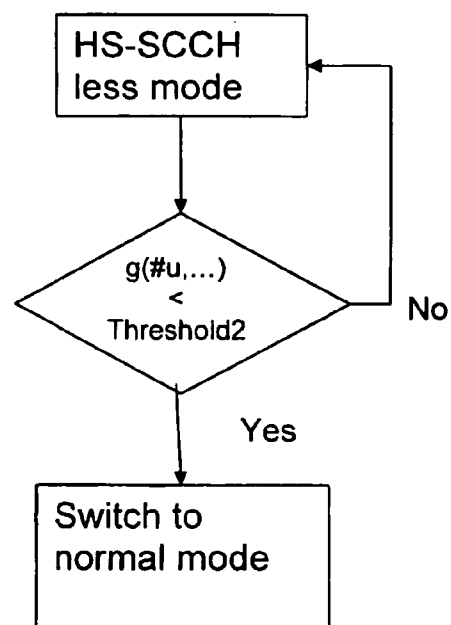 HS-SCCH
less mode
g(#u,...)
<
Threshold2
No
Yes
Switch to
normal mode